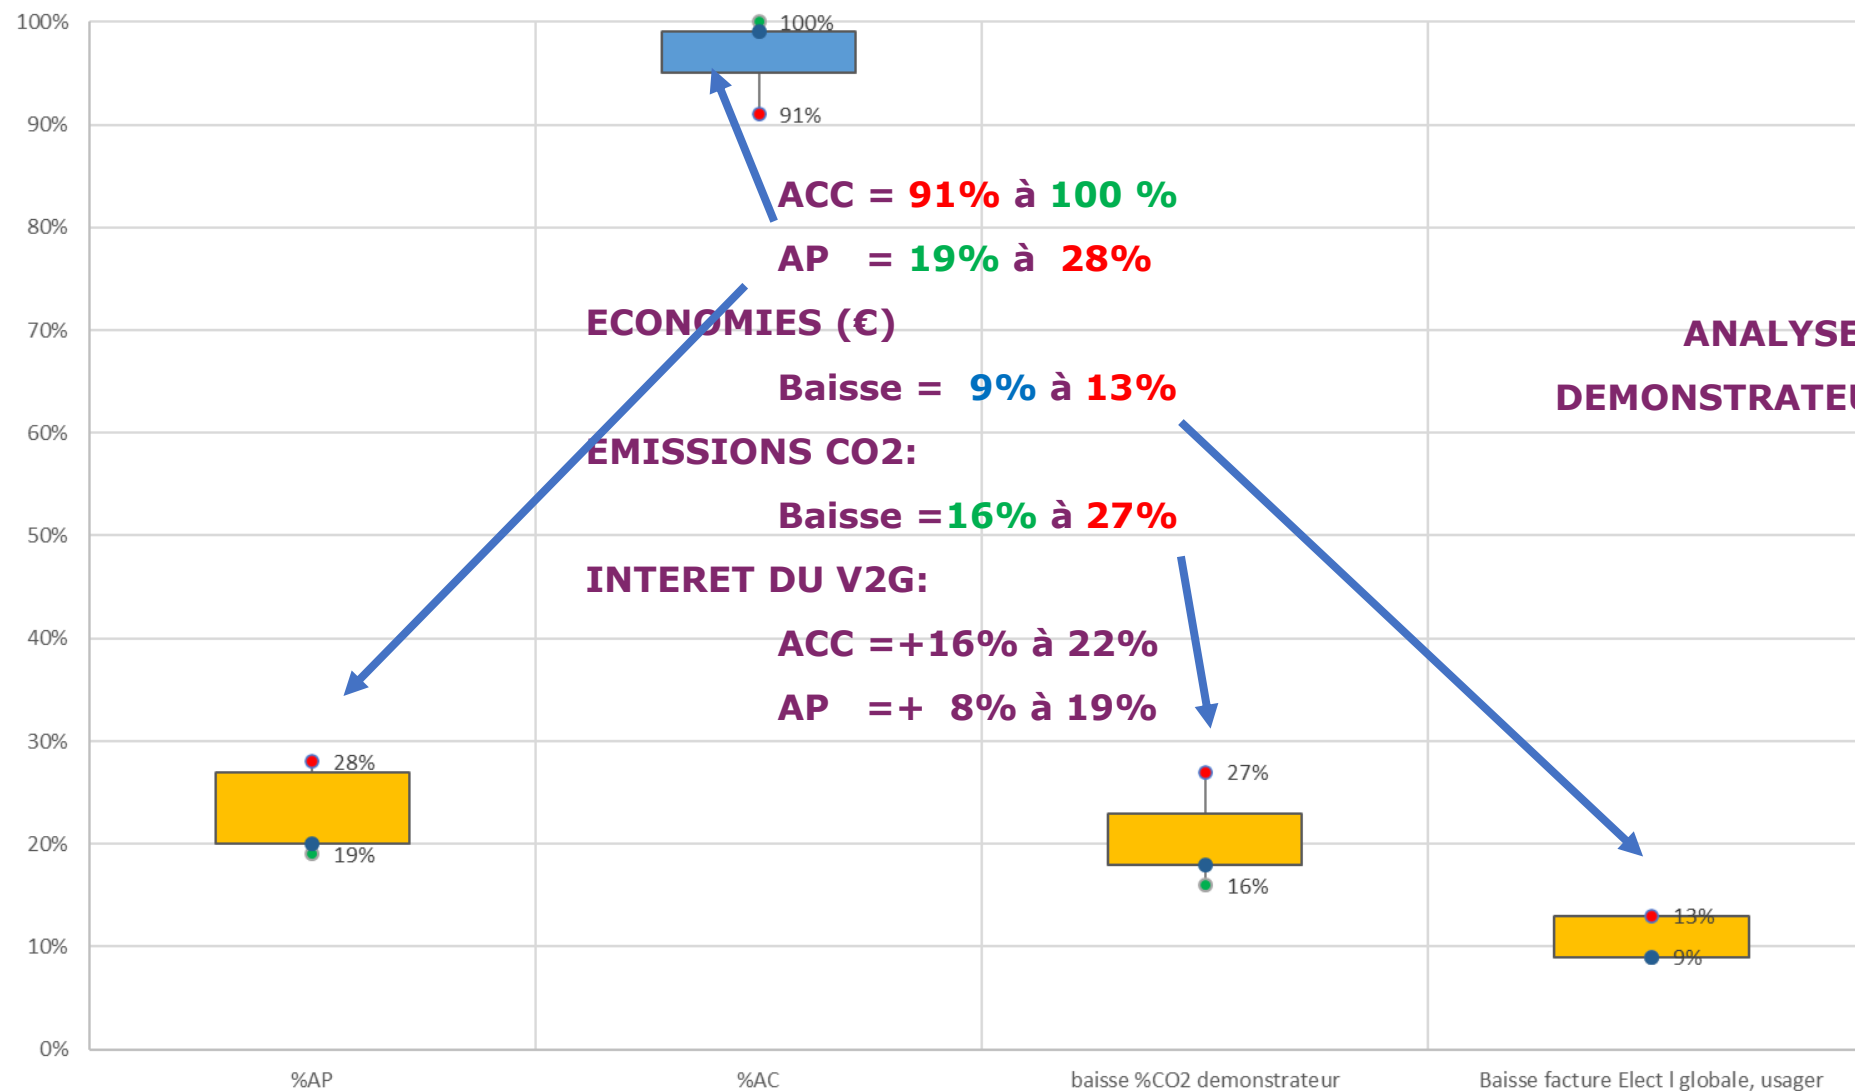 100%
100%
91%
90%
ACC = 91% à 100 %
80%
AP = 19% à 28%
ECONOMIES (€)
70%
ANALYSE
Baisse = 9% à 13%
DEMONSTRATEU
60%
EMISSIONS CO2:
Baisse =16% à 27%
50%
INTERET DU V2G:
40%
ACC =+16% à 22%
AP =+ 8% à 19%
30%
28%
27%
20%
19%
16%
13%
10%
9%
0%
%AP
%AC
baisse %CO2 demonstrateur
Baisse facture Elect l globale, usager